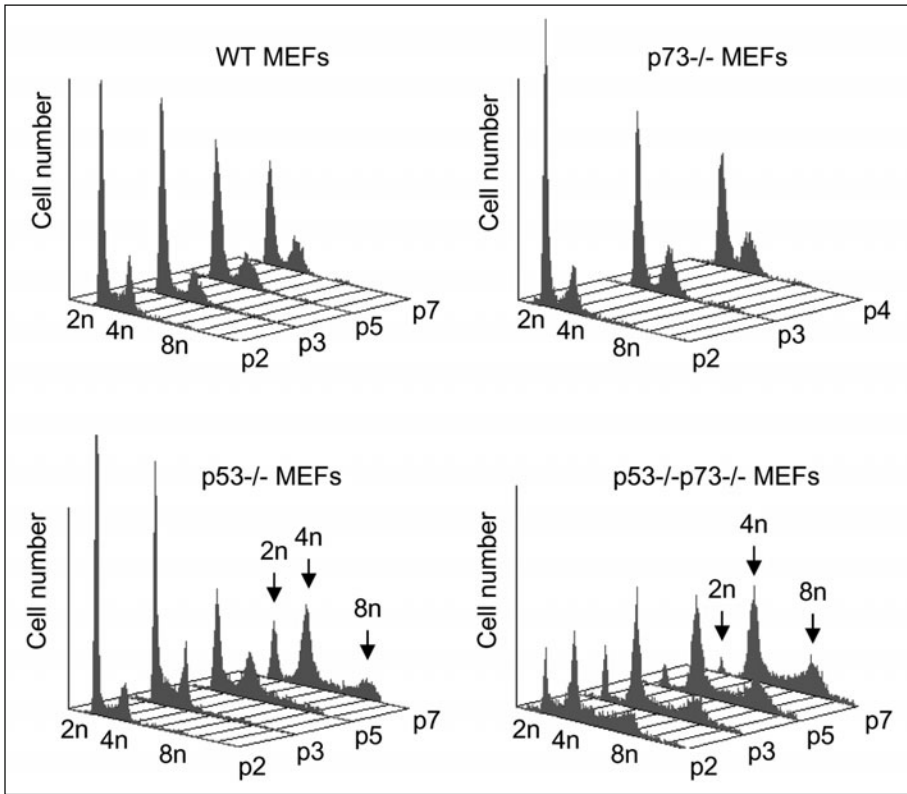 WT MEFs
Cell number
2n 4n 8n
p2 p3 p5 p7
p73-/- MEFs
Cell number
2n 4n 8n
p2 p3 p4
p53-/- MEFs
Cell number
2n 4n 8n
2n 4n 8n
p2 p3 p5 p7
p53-/-p73-/- MEFs
Cell number
2n 4n 8n
2n 4n 8n
p2 p3 p5 p7